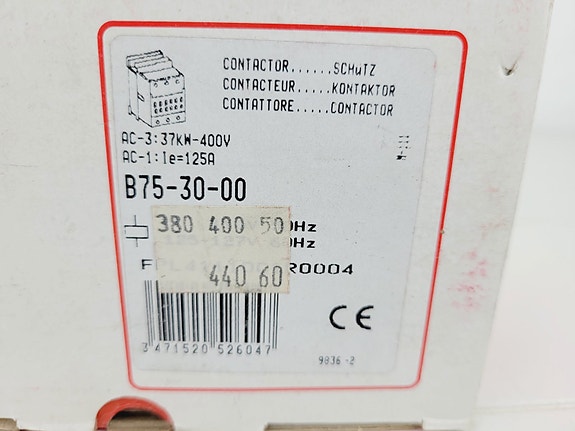 CONTACTOR......SCHüTZ
CONTACTEUR....KONTAKTOR
CONTATTORE....CONTACTOR
AC-3:37kW-400V
AC-1:Ie=125A
B75-30-00
380 400 50 Hz
Hz
440 60
R0004
3 471520 526047
CE
9836-2